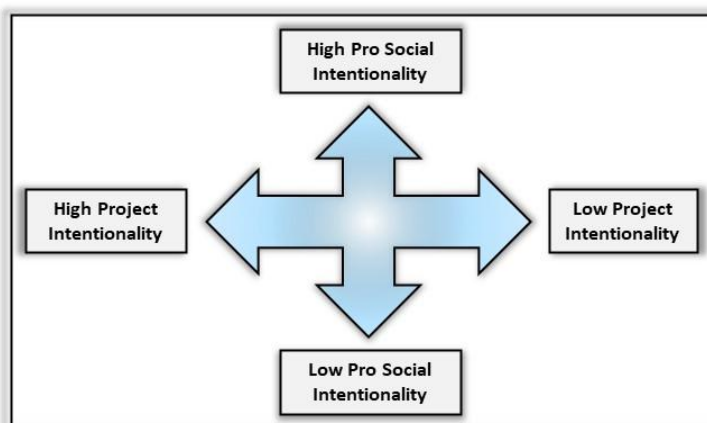 High Pro Social
Intentionality
High Project
Intentionality
Low Project
Intentionality
Low Pro Social
Intentionality